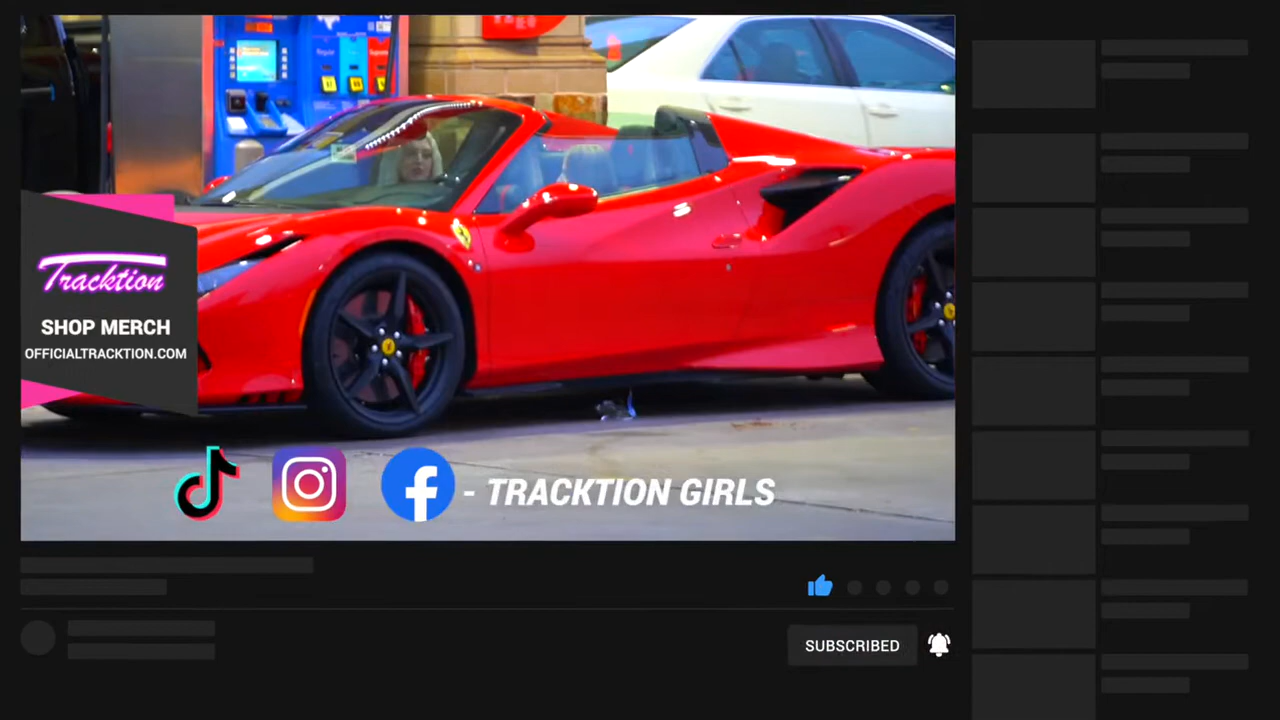 Tracktion
SHOP MERCH
OFFICIALTRACKTION.COM
- TRACKTION GIRLS
SUBSCRIBED